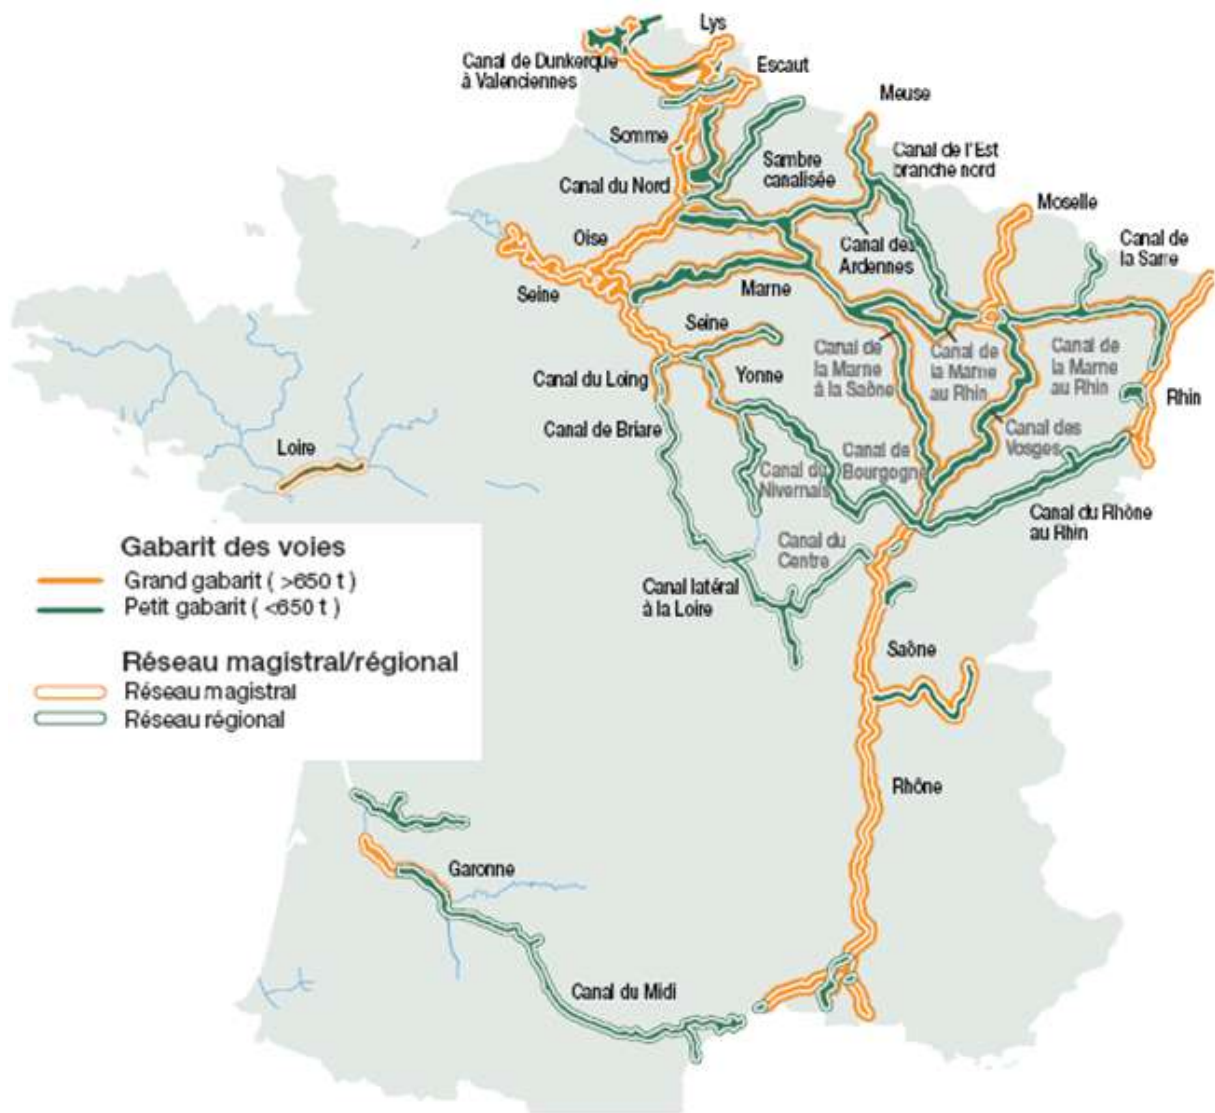 Lys
Canal de Dunkerque
à Valenciennes
Escaut
Meuse
Somme
Sambre
canalisée
Canal de l'Est
branche nord
Canal du Nord
Moselle
Oise
Canal des
Ardennes
Canal de
la Sarre
Seine
Marne
Seine
Canal de
la Marne
à la Saône
Canal de
la Marne
au Rhin
Canal de
la Marne
au Rhin
Canal du Loing
Yonne
Rhin
Canal de Briare
Canal des
Vosges
Loire
Canal de
Bourgogne
Canal du
Nivernais
Canal du Rhône
au Rhin
Canal du
Centre
Canal latéral
à la Loire
Gabarit des voies
Grand gabarit ( >650 t )
Petit gabarit ( <650 t )
Réseau magistral/régional
Réseau magistral
Réseau régional
Saône
Rhône
Garonne
Canal du Midi